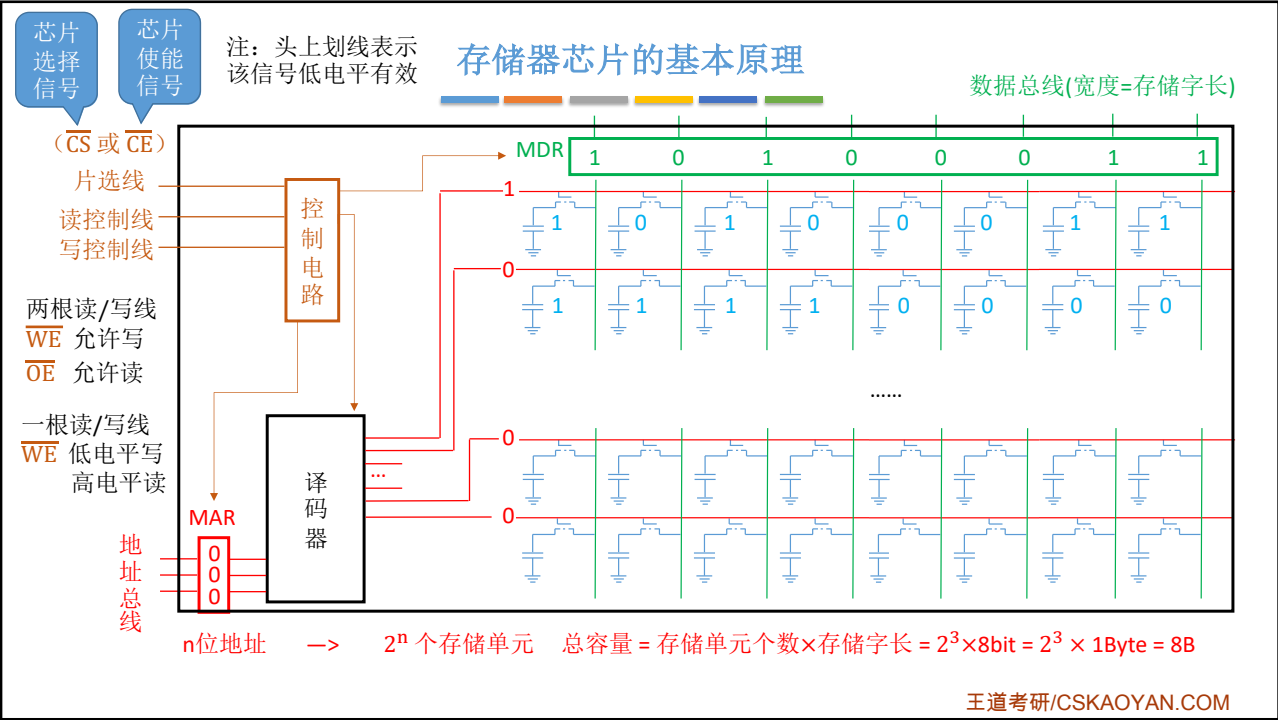 芯片
选择
信号
芯片
使能
信号
注：头上划线表示
该信号低电平有效
存储器芯片的基本原理
数据总线(宽度=存储字长)
（C̅S̅ 或 C̅E̅）
片选线
读控制线
写控制线
控
制
电
路
MDR
1 0 1 0 0 0 1 1
1
1 0 1 0 0 0 1 1
0
1 1 1 1 0 0 0 0
……
0
0
两根读/写线
W̅E̅ 允许写
O̅E̅ 允许读
一根读/写线
W̅E̅ 低电平写
高电平读
译
码
器
...
MAR
0
0
0
地
址
总
线
n位地址 —> 2ⁿ 个存储单元 总容量 = 存储单元个数×存储字长 = 2³×8bit = 2³ × 1Byte = 8B
王道考研/CSKAOYAN.COM